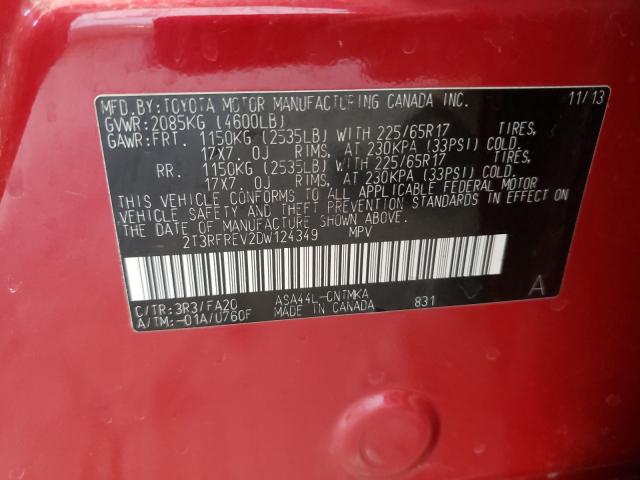 MFD.BY:TOYOTA MOTOR MANUFACTURING CANADA INC. 11/13
GVWR:2085KG (4600LB)
GAWR:FRT. 1150KG (2535LB) WITH 225/65R17 TIRES,
17X7 OJ RIMS, AT 230KPA (33PSI) COLD.
RR. 1150KG (2535LB) WITH 225/65R17 TIRES,
17X7 OJ RIMS, AT 230KPA (33PSI) COLD.
THIS VEHICLE CONFORMS TO ALL APPLICABLE FEDERAL MOTOR
VEHICLE SAFETY AND THEFT PREVENTION STANDARDS IN EFFECT ON
THE DATE OF MANUFACTURE SHOWN ABOVE.
2T3RFREV2DW124349 MPV
C/TR:3R3/FA20 ASA44L-CNTMKA 831 A
A/TM:-01A/0760F MADE IN CANADA